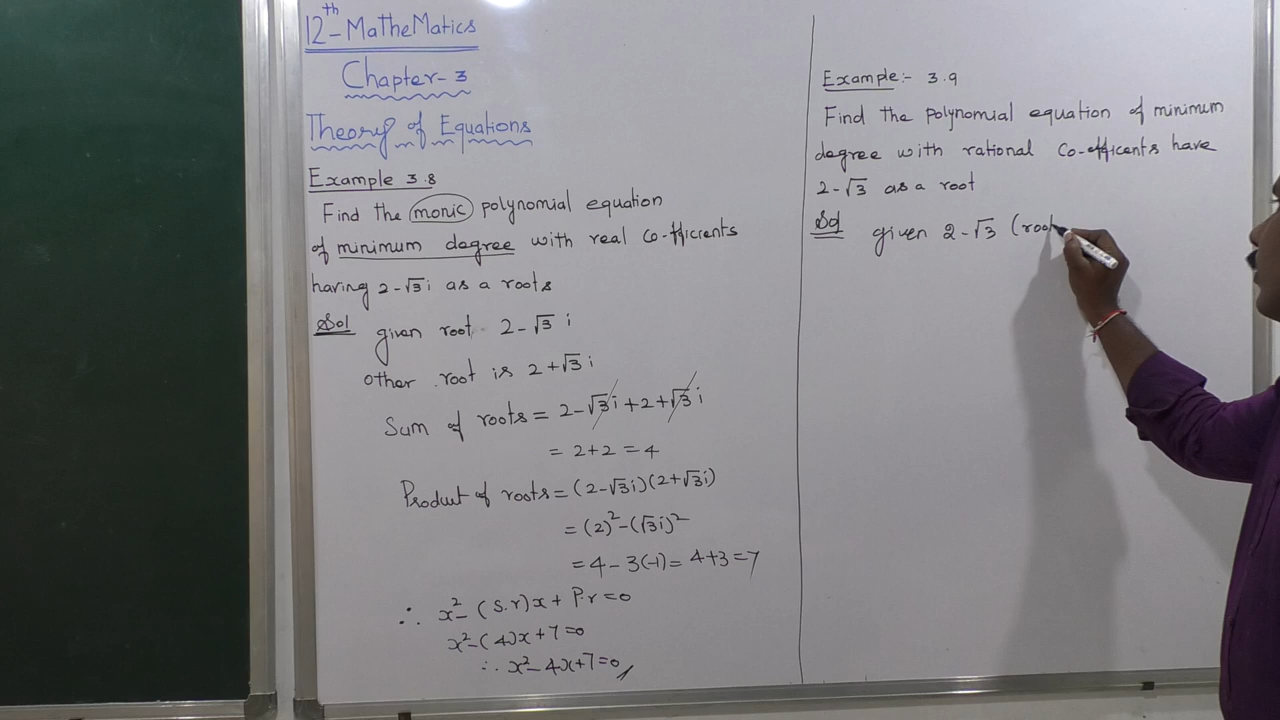 12th - MatheMatics
Chapter - 3
Theory of Equations
Example 3.8
Find the monic polynomial equation
of minimum degree with real co-fficients
having 2-√3 i as a roots
Sol given root 2-√3 i
other root is 2+√3 i
Sum of roots = 2-√3 i + 2+√3 i
= 2+2 = 4
Product of roots = (2-√3i)(2+√3i)
= (2)²-(√3i)²
= 4 - 3(-1) = 4+3 = 7
∴ x² - (S.r)x + P.r = 0
x² - (4)x + 7 = 0
∴ x² - 4x + 7 = 0
Example:- 3.9
Find the polynomial equation of minimum
degree with rational co-efficents have
2-√3 as a root
Sol given 2-√3 (root